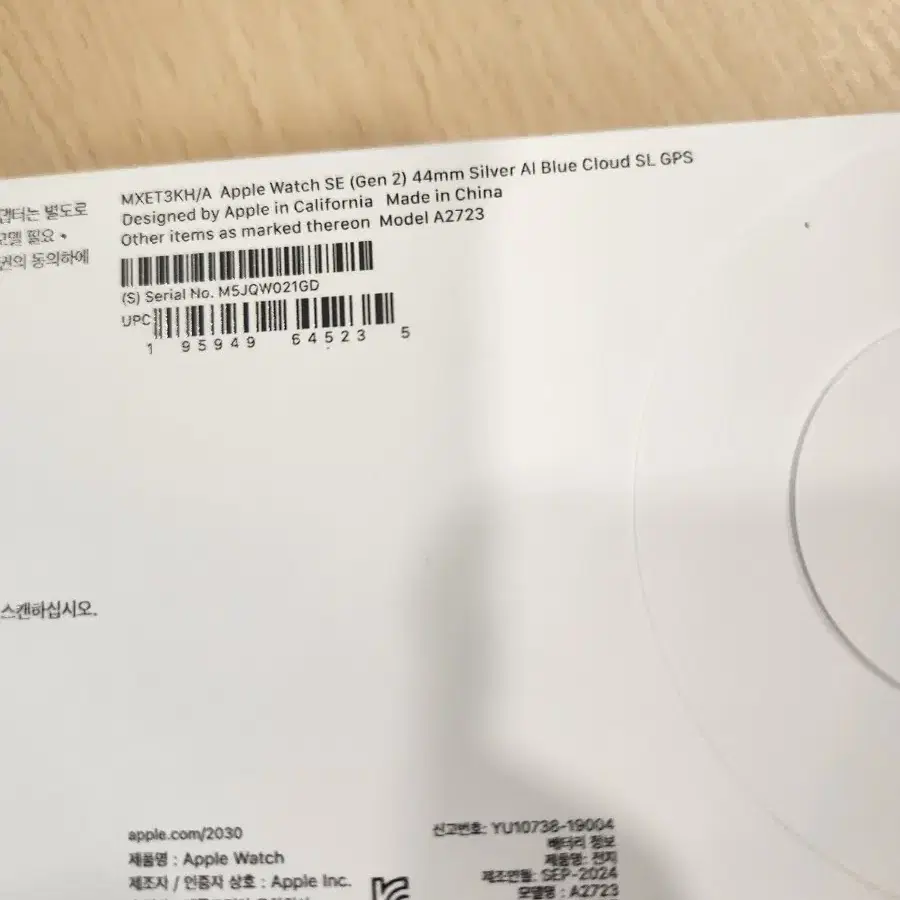 MXET3KH/A Apple Watch SE (Gen 2) 44mm Silver Al Blue Cloud SL GPS
Designed by Apple in California Made in China
Other items as marked thereon Model A2723
(S) Serial No. M5JQW021GD
UPC
1 95949 64523 5
댑터는 별도로
모델 필요
권의 동의하에
스캔하십시오.
apple.com/2030
제품명 : Apple Watch
제조자 / 인증자 상호 : Apple Inc.
신고번호: YU10738-19004
배터리 정보
제품명: 전지
제조연월: SEP-2024
모델명 : A2723